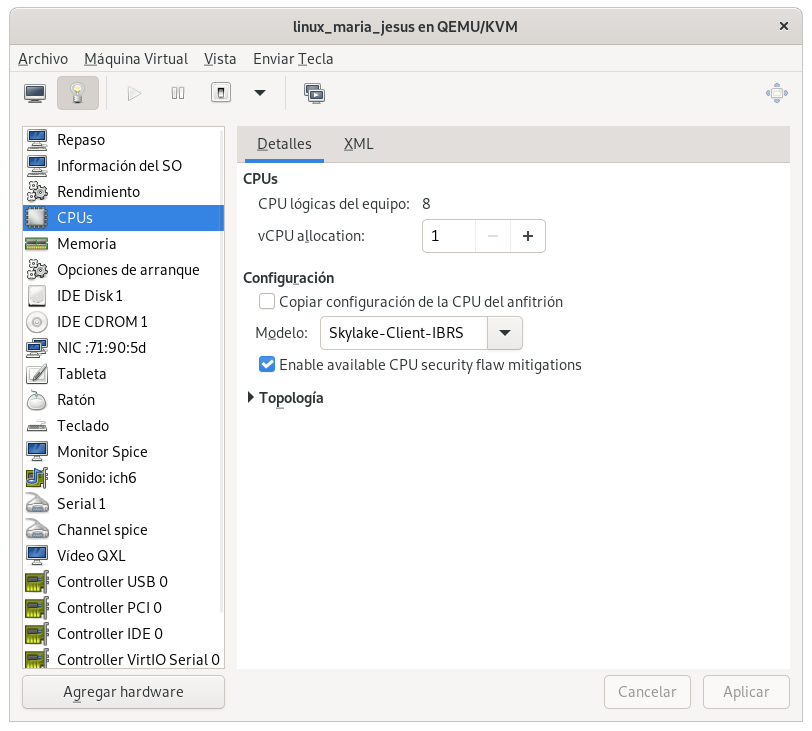 linux_maria_jesus en QEMU/KVM
Archivo Máquina Virtual Vista Enviar Tecla
Repaso
Información del SO
Rendimiento
CPUs
Memoria
Opciones de arranque
IDE Disk 1
IDE CDROM 1
NIC :71:90:5d
Tableta
Ratón
Teclado
Monitor Spice
Sonido: ich6
Serial 1
Channel spice
Vídeo QXL
Controller USB 0
Controller PCI 0
Controller IDE 0
Controller VirtIO Serial 0
Agregar hardware
Detalles XML
CPUs
CPU lógicas del equipo: 8
vCPU allocation: 1
Configuración
Copiar configuración de la CPU del anfitrión
Modelo: Skylake-Client-IBRS
Enable available CPU security flaw mitigations
Topología
Cancelar Aplicar